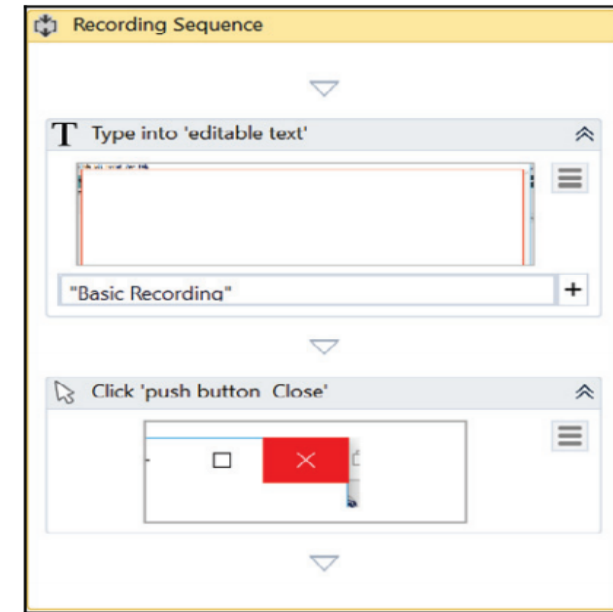 Recording Sequence
T Type into 'editable text'
"Basic Recording"
+
Click 'push button Close'